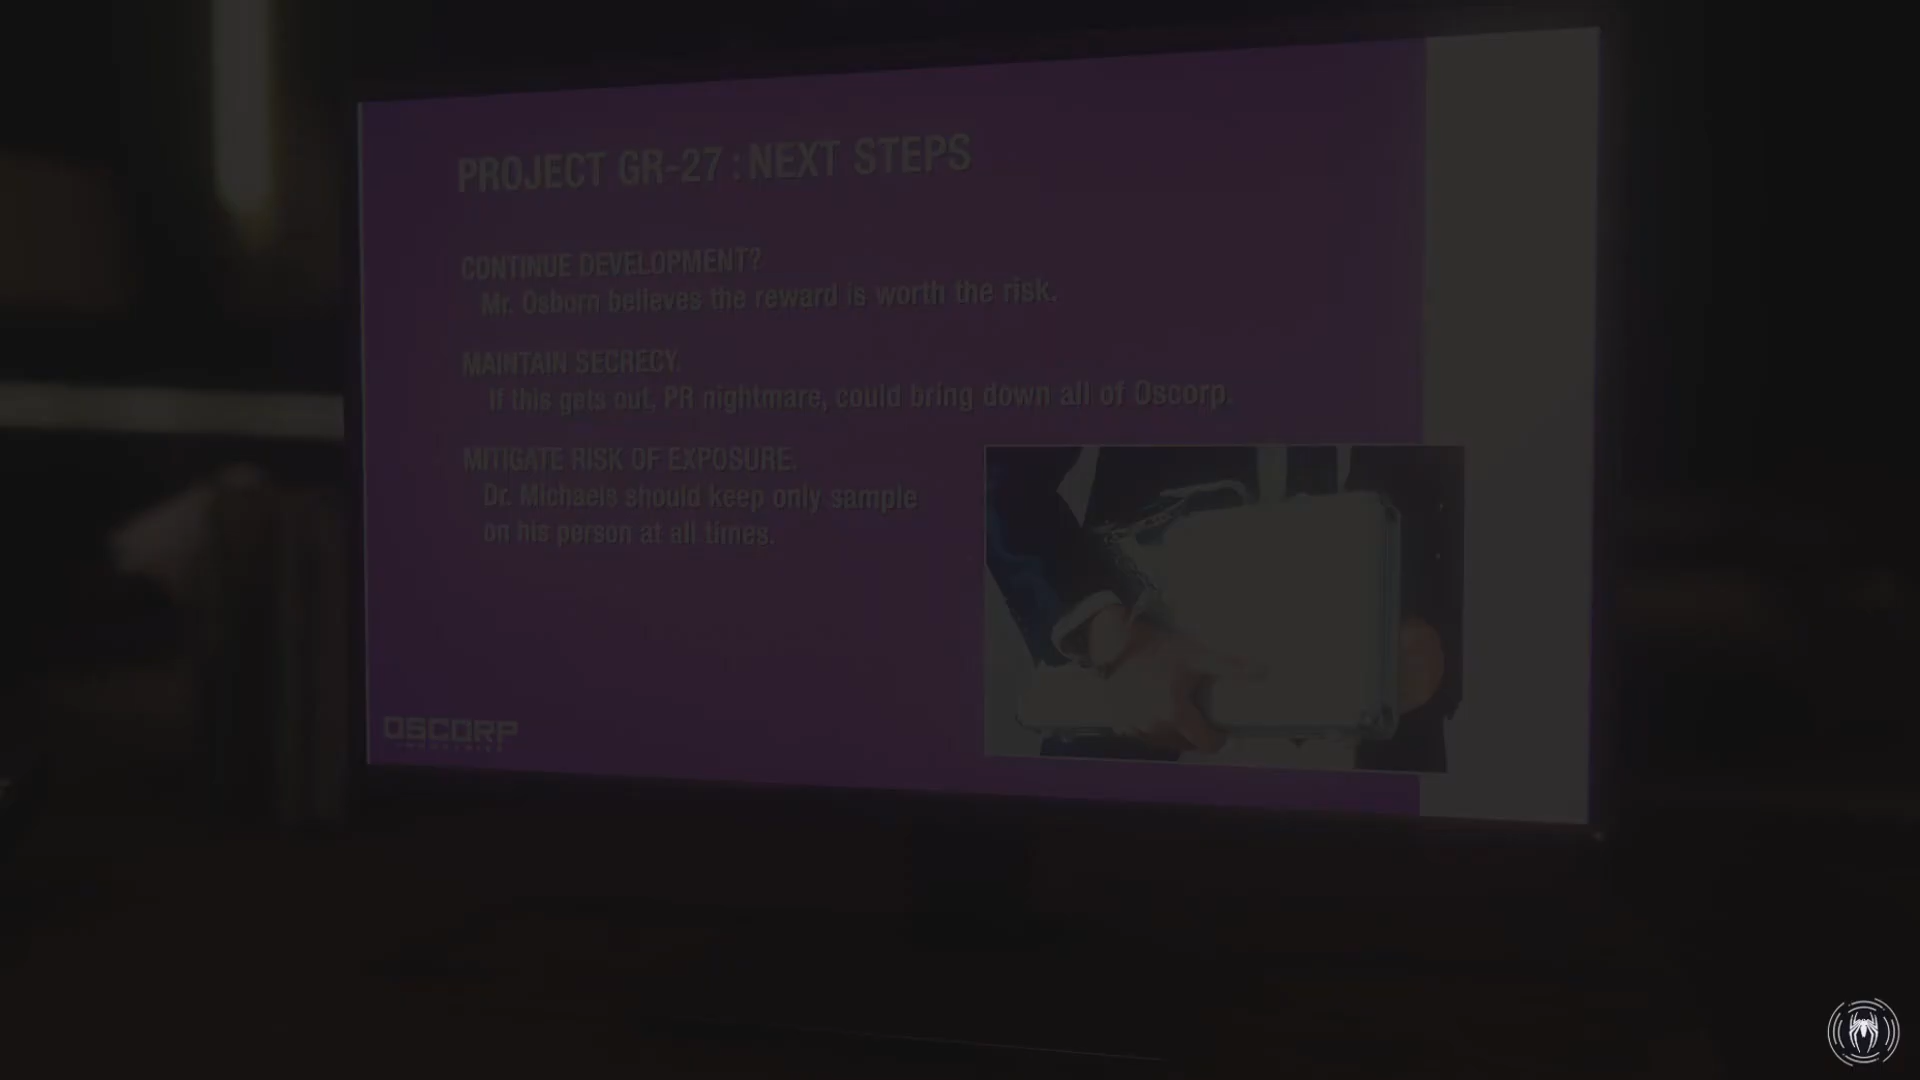 PROJECT GR-27 : NEXT STEPS
CONTINUE DEVELOPMENT?
Mr. Osborn believes the reward is worth the risk.
MAINTAIN SECRECY.
If this gets out, PR nightmare, could bring down all of Oscorp.
MITIGATE RISK OF EXPOSURE.
Dr. Michaels should keep only sample
on his person at all times.
OSCORP
INDUSTRIES